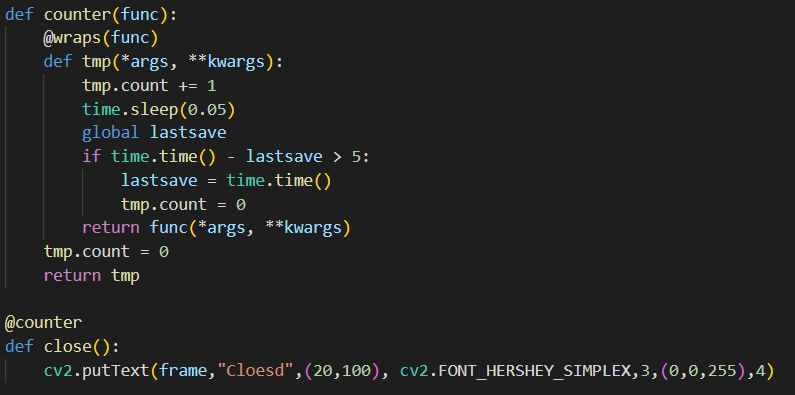 def counter(func):
    @wraps(func)
    def tmp(*args, **kwargs):
        tmp.count += 1
        time.sleep(0.05)
        global lastsave
        if time.time() - lastsave > 5:
            lastsave = time.time()
            tmp.count = 0
        return func(*args, **kwargs)
    tmp.count = 0
    return tmp

@counter
def close():
    cv2.putText(frame,"Cloesd",(20,100), cv2.FONT_HERSHEY_SIMPLEX,3,(0,0,255),4)